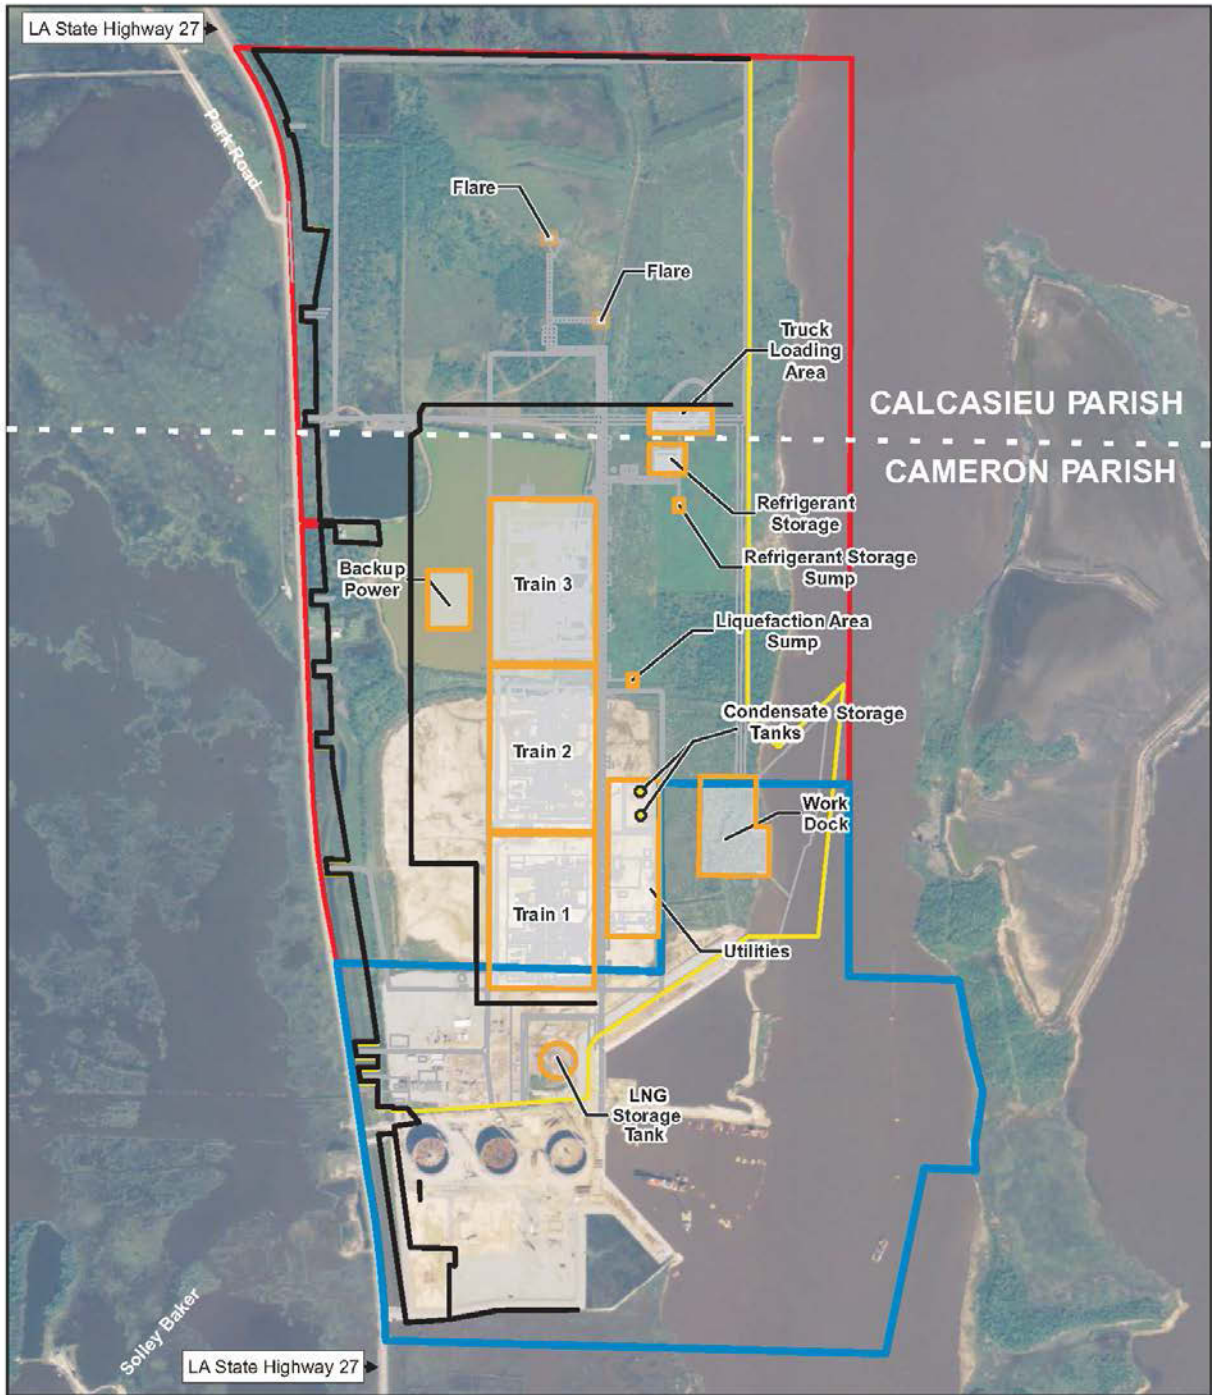 LA State Highway 27
Park Road
Flare
Flare
Truck
Loading
Area
CALCASIEU PARISH
CAMERON PARISH
Refrigerant
Storage
Refrigerant Storage
Sump
Backup
Power
Train 3
Liquefaction Area
Sump
Condensate Storage
Tanks
Train 2
Work
Dock
Train 1
Utilities
LNG
Storage
Tank
Solley Baker
LA State Highway 27